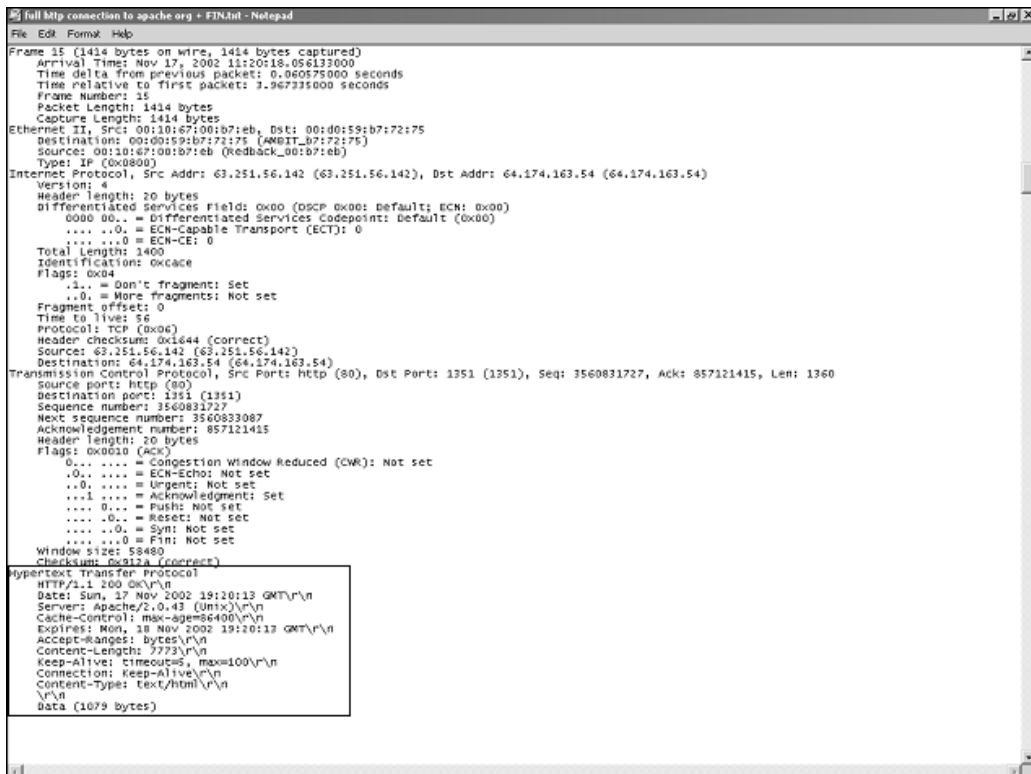 full http connection to apache org + FIN.txt - Notepad
File Edit Format Help
Frame 15 (1414 bytes on wire, 1414 bytes captured)
Arrival Time: Nov 17, 2002 11:20:18.056133000
Time delta from previous packet: 0.060575000 seconds
Time relative to first packet: 3.967335000 seconds
Frame Number: 15
Packet Length: 1414 bytes
Capture Length: 1414 bytes
Ethernet II, Src: 00:10:67:00:b7:eb, Dst: 00:d0:59:b7:72:75
Destination: 00:d0:59:b7:72:75 (AMBIT_b7:72:75)
Source: 00:10:67:00:b7:eb (Redback_00:b7:eb)
Type: IP (0x0800)
Internet Protocol, Src Addr: 63.251.56.142 (63.251.56.142), Dst Addr: 64.174.163.54 (64.174.163.54)
Version: 4
Header length: 20 bytes
Differentiated Services Field: 0x00 (DSCP 0x00: Default; ECN: 0x00)
0000 00.. = Differentiated Services Codepoint: Default (0x00)
.... ..0. = ECN-Capable Transport (ECT): 0
.... ...0 = ECN-CE: 0
Total Length: 1400
Identification: 0xcace
Flags: 0x04
.1.. = Don't fragment: Set
..0. = More fragments: Not set
Fragment offset: 0
Time to live: 56
Protocol: TCP (0x06)
Header checksum: 0x1644 (correct)
Source: 63.251.56.142 (63.251.56.142)
Destination: 64.174.163.54 (64.174.163.54)
Transmission Control Protocol, Src Port: http (80), Dst Port: 1351 (1351), Seq: 3560831727, Ack: 857121415, Len: 1360
Source port: http (80)
Destination port: 1351 (1351)
Sequence number: 3560831727
Next sequence number: 3560833087
Acknowledgement number: 857121415
Header length: 20 bytes
Flags: 0x0010 (ACK)
0... .... = Congestion Window Reduced (CWR): Not set
.0.. .... = ECN-Echo: Not set
..0. .... = Urgent: Not set
...1 .... = Acknowledgment: Set
.... 0... = Push: Not set
.... .0.. = Reset: Not set
.... ..0. = Syn: Not set
.... ...0 = Fin: Not set
Window size: 58480
Checksum: 0x912a (correct)
Hypertext Transfer Protocol
HTTP/1.1 200 OK\r\n
Date: Sun, 17 Nov 2002 19:20:13 GMT\r\n
Server: Apache/2.0.43 (Unix)\r\n
Cache-Control: max-age=86400\r\n
Expires: Mon, 18 Nov 2002 19:20:13 GMT\r\n
Accept-Ranges: bytes\r\n
Content-Length: 7773\r\n
Keep-Alive: timeout=5, max=100\r\n
Connection: Keep-Alive\r\n
Content-Type: text/html\r\n
\r\n
Data (1079 bytes)